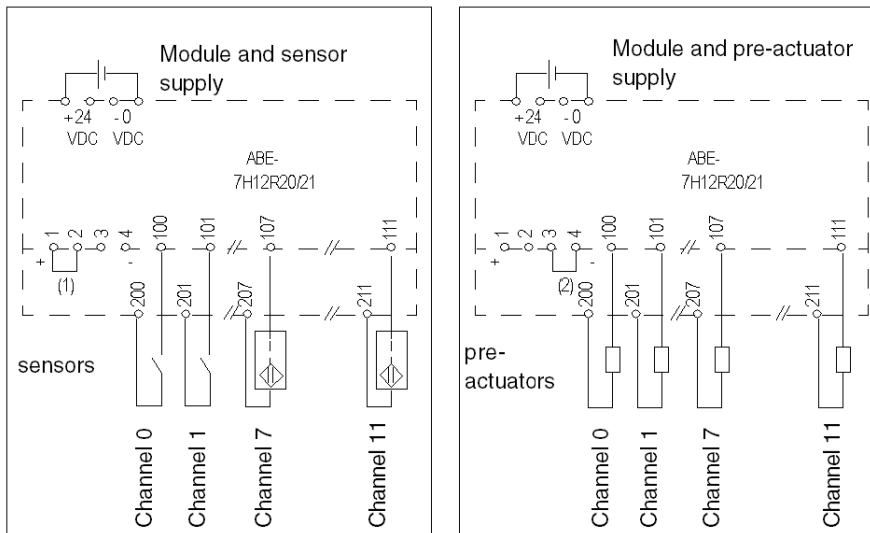 Module and sensor
supply
+24 -0
VDC VDC
ABE-
7H12R20/21
1 2 3 4 100 101 107 111
+ -
(1)
200 201 207 211
sensors
Channel 0
Channel 1
Channel 7
Channel 11
Module and pre-actuator
supply
+24 -0
VDC VDC
ABE-
7H12R20/21
1 2 3 4 100 101 107 111
+ -
(2)
200 201 207 211
pre-
actuators
Channel 0
Channel 1
Channel 7
Channel 11